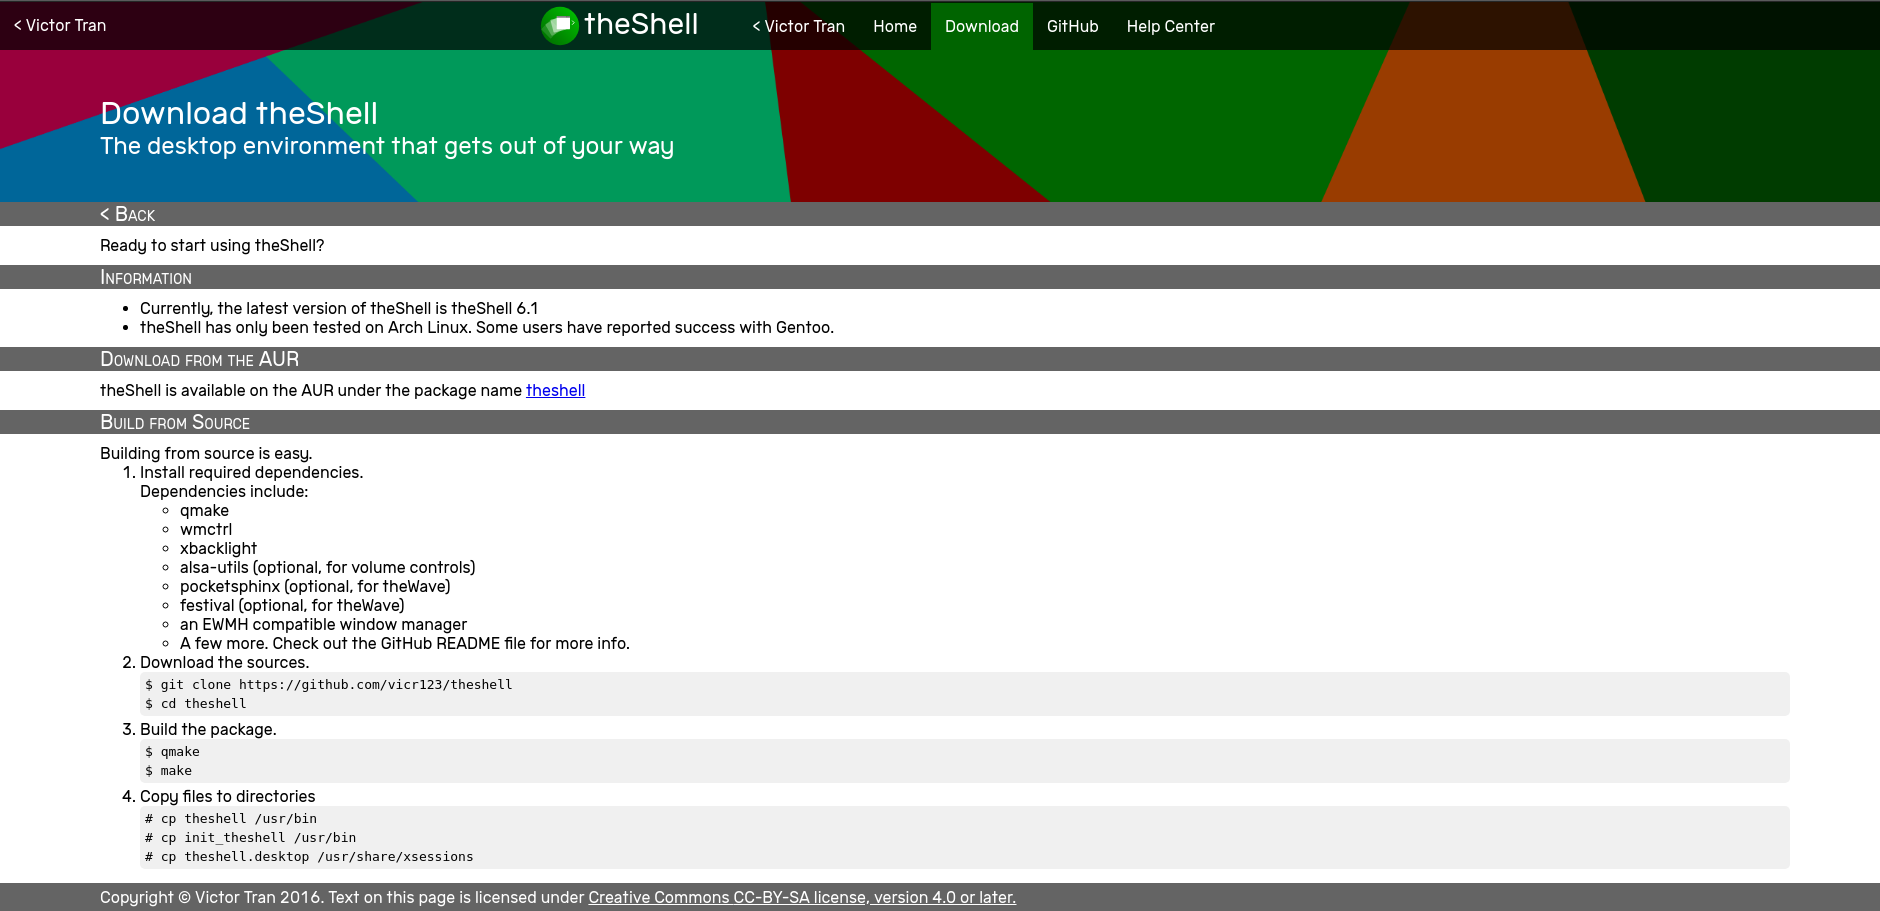 < Victor Tran
theShell
< Victor Tran Home Download GitHub Help Center
Download theShell
The desktop environment that gets out of your way
< Back
Ready to start using theShell?
Information
• Currently, the latest version of theShell is theShell 6.1
• theShell has only been tested on Arch Linux. Some users have reported success with Gentoo.
Download from the AUR
theShell is available on the AUR under the package name theshell
Build from Source
Building from source is easy.
1. Install required dependencies.
Dependencies include:
◦ qmake
◦ wmctrl
◦ xbacklight
◦ alsa-utils (optional, for volume controls)
◦ pocketsphinx (optional, for theWave)
◦ festival (optional, for theWave)
◦ an EWMH compatible window manager
◦ A few more. Check out the GitHub README file for more info.
2. Download the sources.
$ git clone https://github.com/vicr123/theshell
$ cd theshell
3. Build the package.
$ qmake
$ make
4. Copy files to directories
# cp theshell /usr/bin
# cp init_theshell /usr/bin
# cp theshell.desktop /usr/share/xsessions
Copyright © Victor Tran 2016. Text on this page is licensed under Creative Commons CC-BY-SA license, version 4.0 or later.